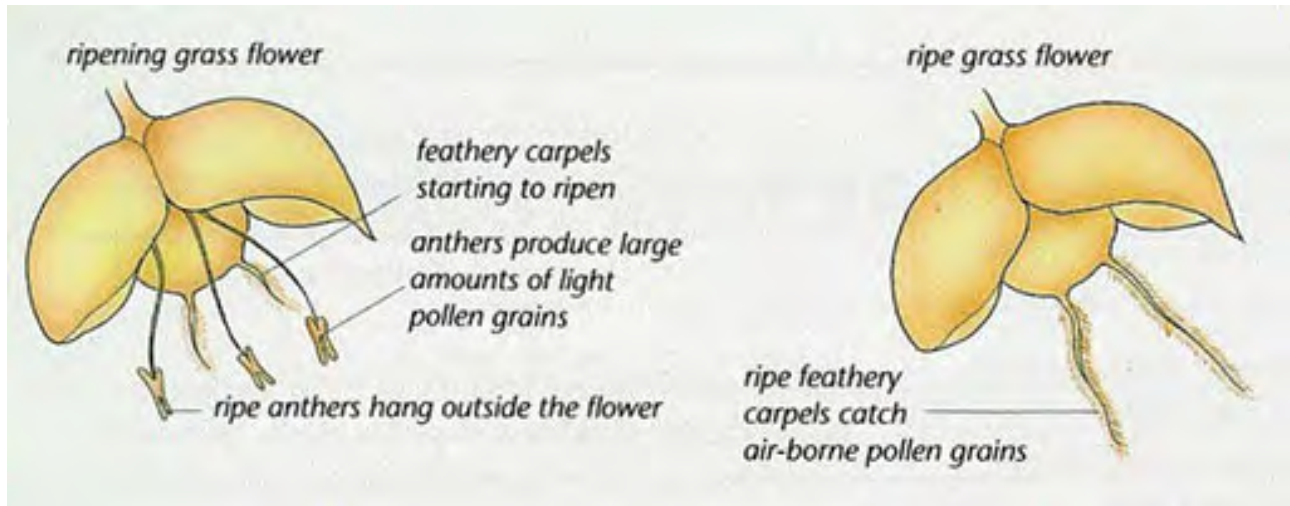 ripening grass flower
feathery carpels
starting to ripen
anthers produce large
amounts of light
pollen grains
ripe anthers hang outside the flower
ripe grass flower
ripe feathery
carpels catch
air-borne pollen grains